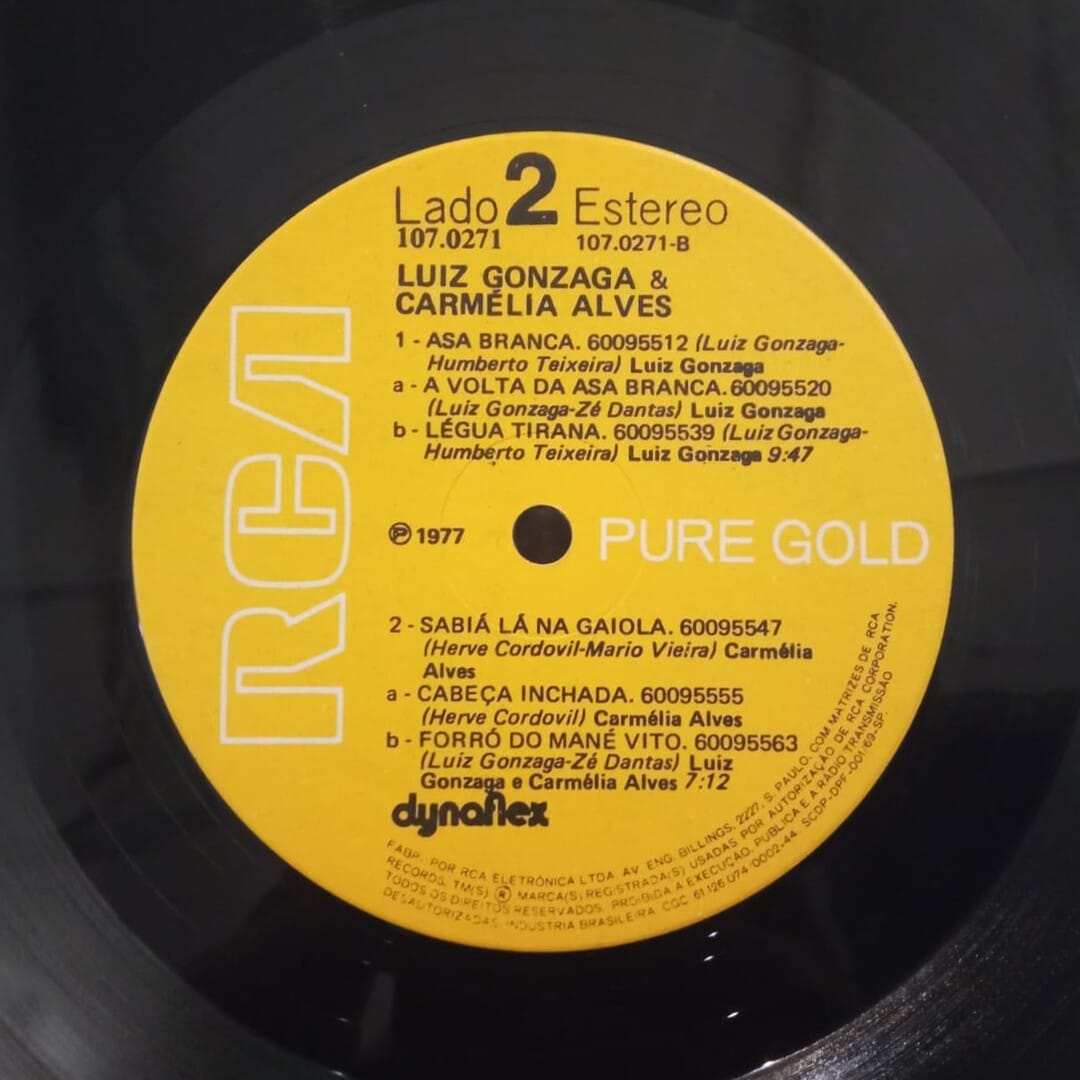 Lado 2 Estereo
107.0271 107.0271-B
LUIZ GONZAGA &
CARMÉLIA ALVES
1 - ASA BRANCA. 60095512 (Luiz Gonzaga-
Humberto Teixeira) Luiz Gonzaga
a - A VOLTA DA ASA BRANCA. 60095520
(Luiz Gonzaga-Zé Dantas) Luiz Gonzaga
b - LÉGUA TIRANA. 60095539 (Luiz Gonzaga-
Humberto Teixeira) Luiz Gonzaga 9:47
RCA
℗ 1977
PURE GOLD
2 - SABIÁ LÁ NA GAIOLA. 60095547
(Herve Cordovil-Mario Vieira) Carmélia
Alves
a - CABEÇA INCHADA. 60095555
(Herve Cordovil) Carmélia Alves
b - FORRÓ DO MANÉ VITO. 60095563
(Luiz Gonzaga-Zé Dantas) Luiz
Gonzaga e Carmélia Alves 7:12
dynaflex
FABR. POR RCA ELETRÔNICA LTDA. AV. ENG. BILLINGS, 2227, S. PAULO, COM MATRIZES DE RCA
RECORDS. TM(S) ® MARCA(S) REGISTRADA(S) USADAS POR AUTORIZAÇÃO DE RCA CORPORATION.
TODOS OS DIREITOS RESERVADOS. PROIBIDA A EXECUÇÃO, PÚBLICA E A RÁDIO TRANSMISSÃO
DESAUTORIZADAS. INDÚSTRIA BRASILEIRA. CGC 61.126.074/0002-44. SCDP-DPF-001/69-SP.